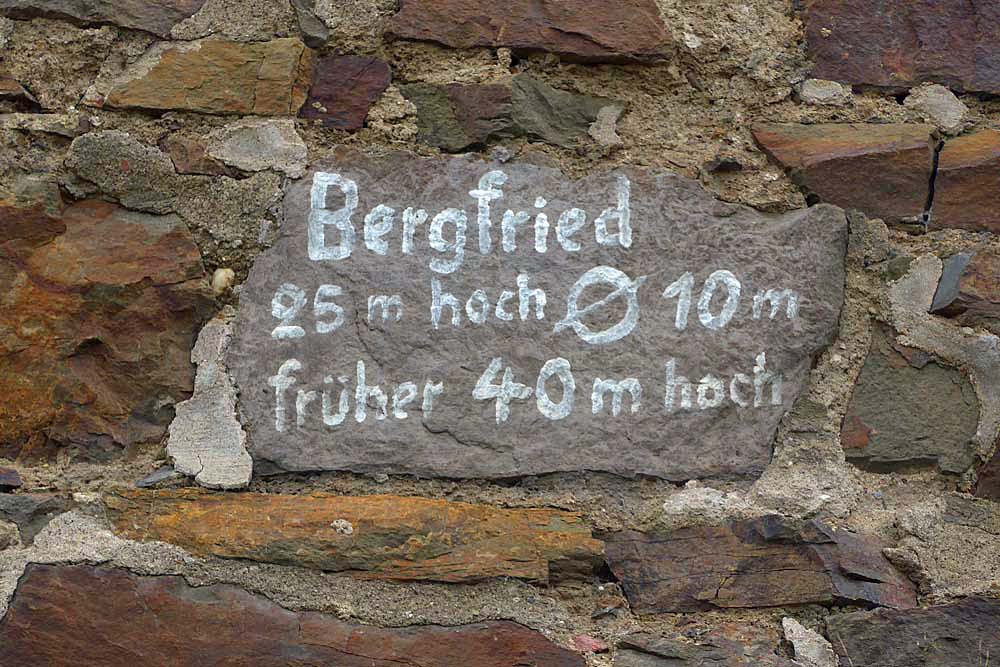 Bergfried
25 m hoch Ø 10 m
früher 40 m hoch